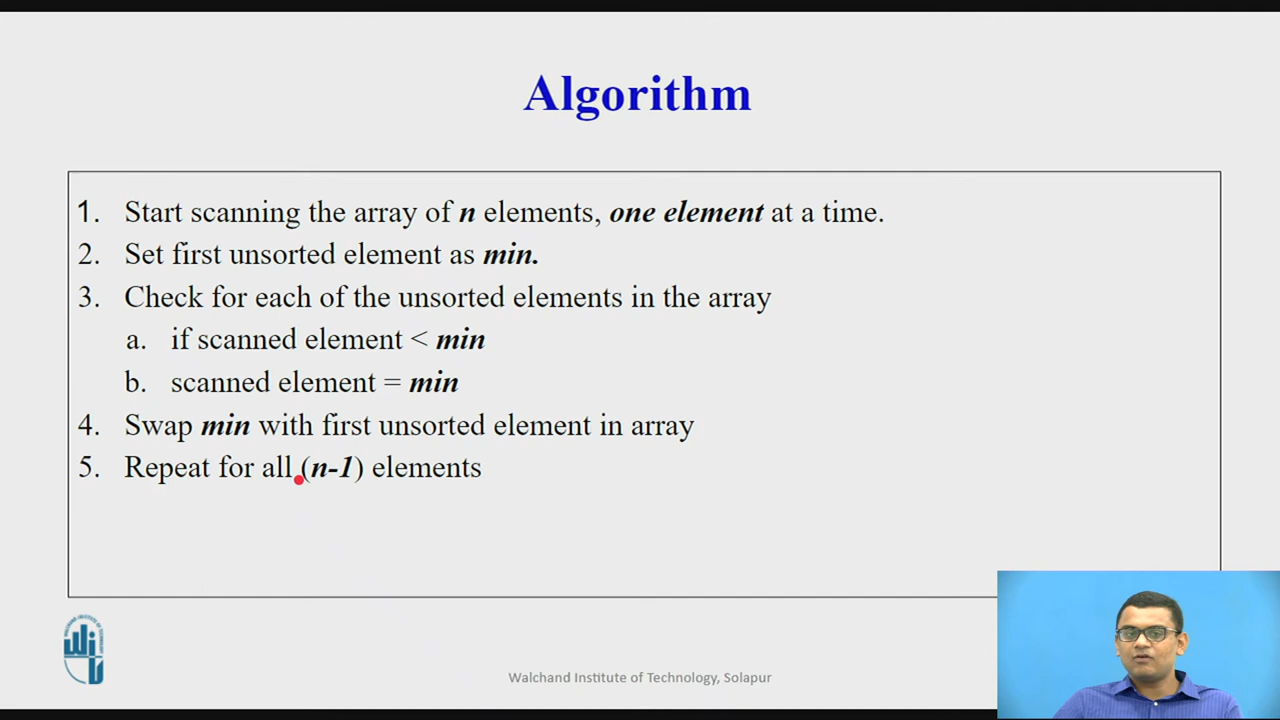 Algorithm
1. Start scanning the array of n elements, one element at a time.
2. Set first unsorted element as min.
3. Check for each of the unsorted elements in the array
a. if scanned element < min
b. scanned element = min
4. Swap min with first unsorted element in array
5. Repeat for all (n-1) elements
Walchand Institute of Technology, Solapur